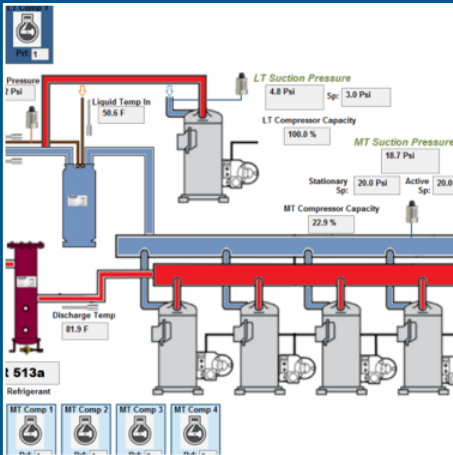 LT Comp 1
Prf: 1
Pressure
2 Psi
Liquid Temp In
50.6 F
LT Suction Pressure
4.8 Psi
Sp: 3.0 Psi
LT Compressor Capacity
100.0 %
MT Suction Pressure
18.7 Psi
Stationary Sp: 20.0 Psi
Active Sp: 20.0
MT Compressor Capacity
22.9 %
Discharge Temp
81.9 F
R 513a
Refrigerant
MT Comp 1
MT Comp 2
MT Comp 3
MT Comp 4